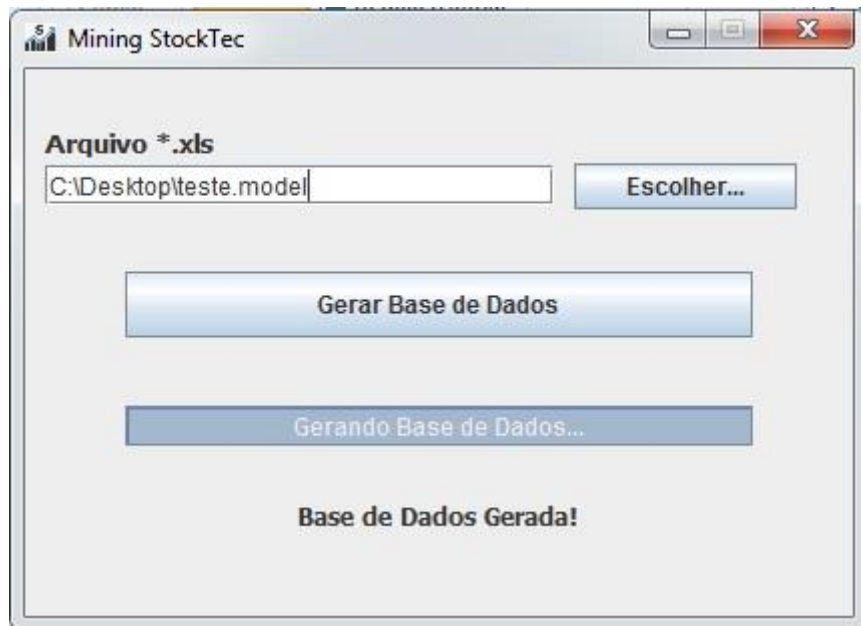 Mining StockTec
Arquivo *.xls
C:\Desktop\teste.model
Escolher...
Gerar Base de Dados
Gerando Base de Dados...
Base de Dados Gerada!